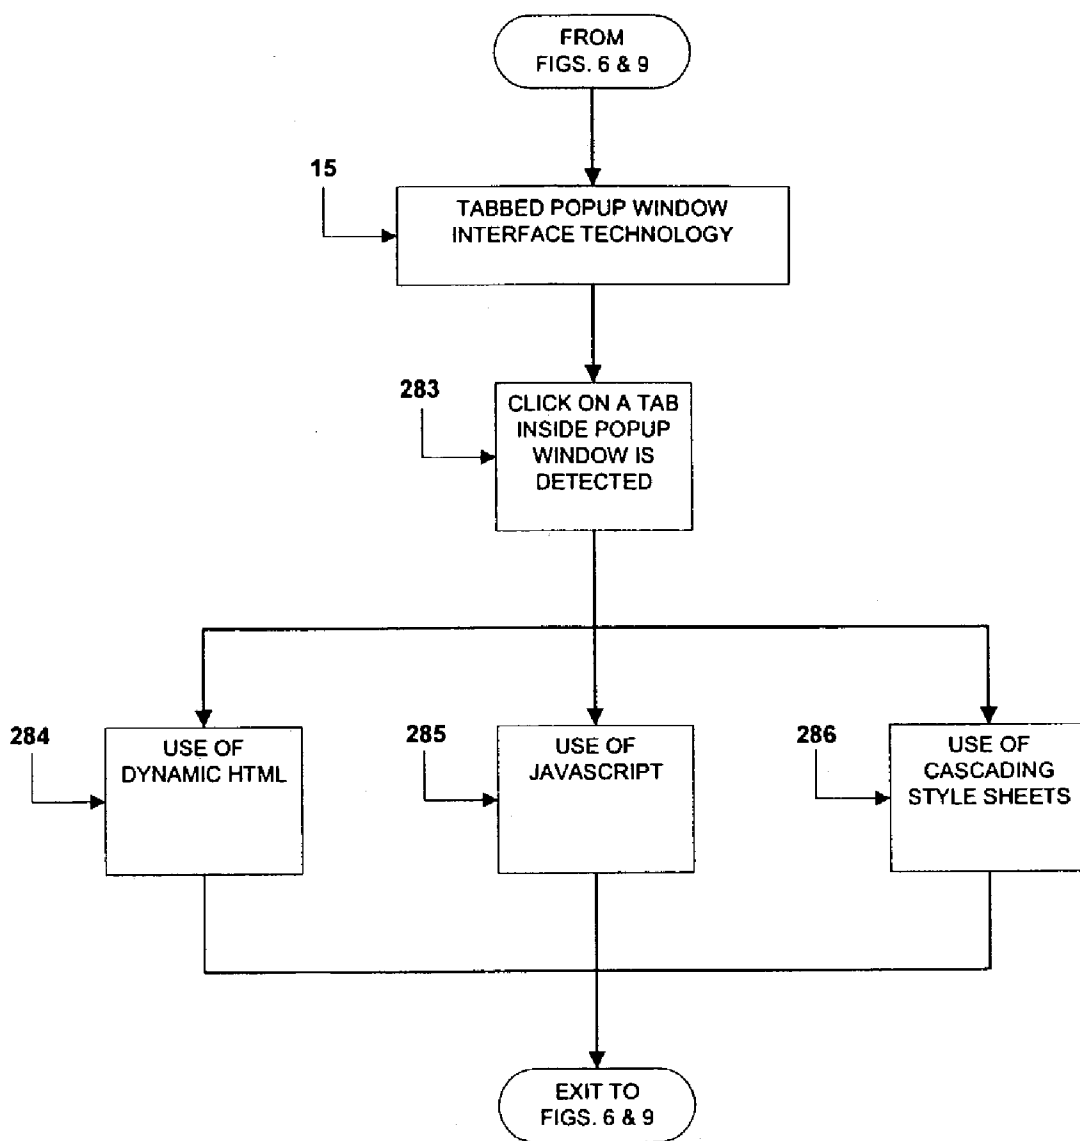 FROM
FIGS. 6 & 9
15
TABBED POPUP WINDOW
INTERFACE TECHNOLOGY
283
CLICK ON A TAB
INSIDE POPUP
WINDOW IS
DETECTED
284
USE OF
DYNAMIC HTML
285
USE OF
JAVASCRIPT
286
USE OF
CASCADING
STYLE SHEETS
EXIT TO
FIGS. 6 & 9